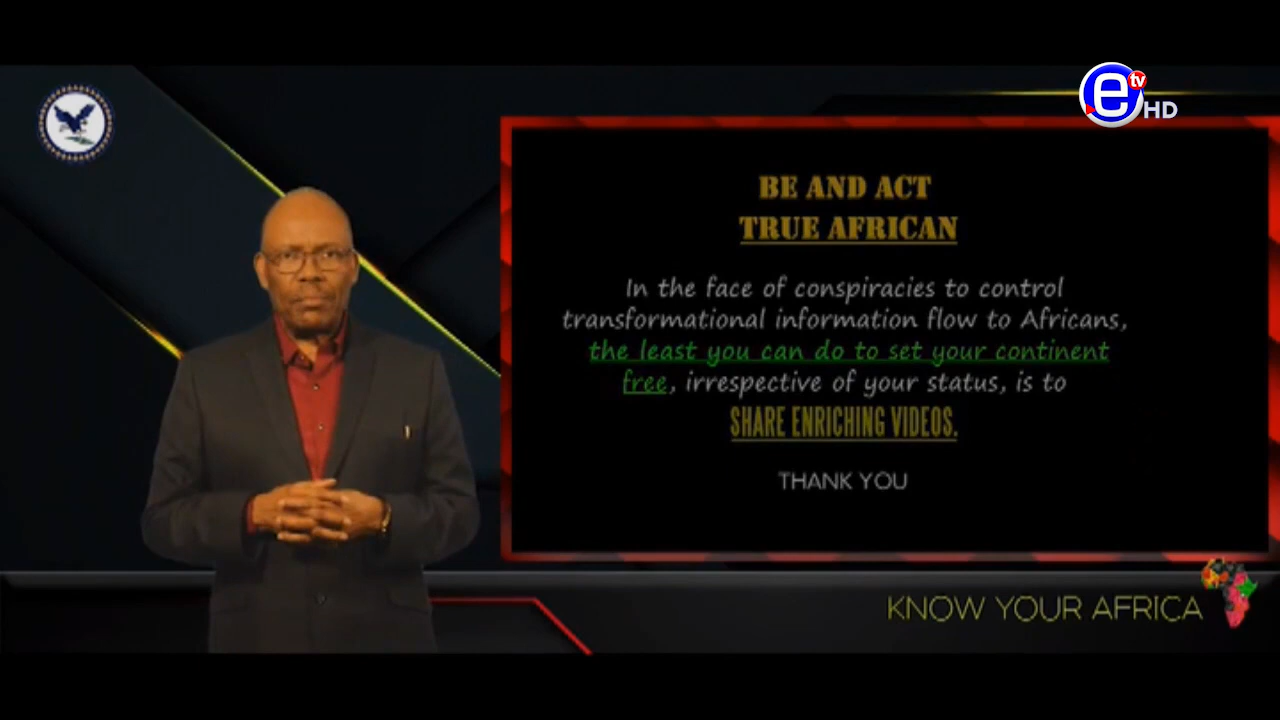 e tv HD
BE AND ACT
TRUE AFRICAN
In the face of conspiracies to control
transformational information flow to Africans,
the least you can do to set your continent
free, irrespective of your status, is to
SHARE ENRICHING VIDEOS.
THANK YOU
KNOW YOUR AFRICA